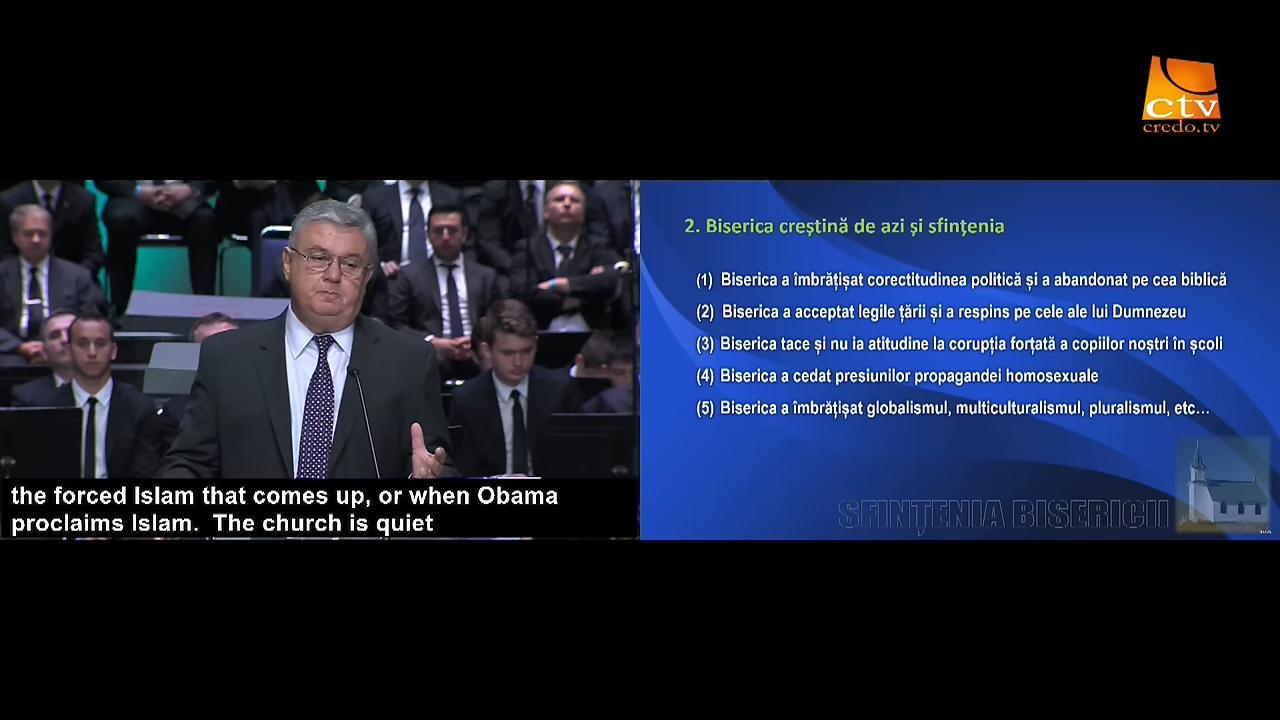 ctv
credo.tv
2. Biserica creștină de azi și sfințenia
(1) Biserica a îmbrățișat corectitudinea politică și a abandonat pe cea biblică
(2) Biserica a acceptat legile țării și a respins pe cele ale lui Dumnezeu
(3) Biserica tace și nu ia atitudine la corupția forțată a copiilor noștri în școli
(4) Biserica a cedat presiunilor propagandei homosexuale
(5) Biserica a îmbrățișat globalismul, multiculturalismul, pluralismul, etc...
SFINȚENIA BISERICII
the forced Islam that comes up, or when Obama
proclaims Islam. The church is quiet